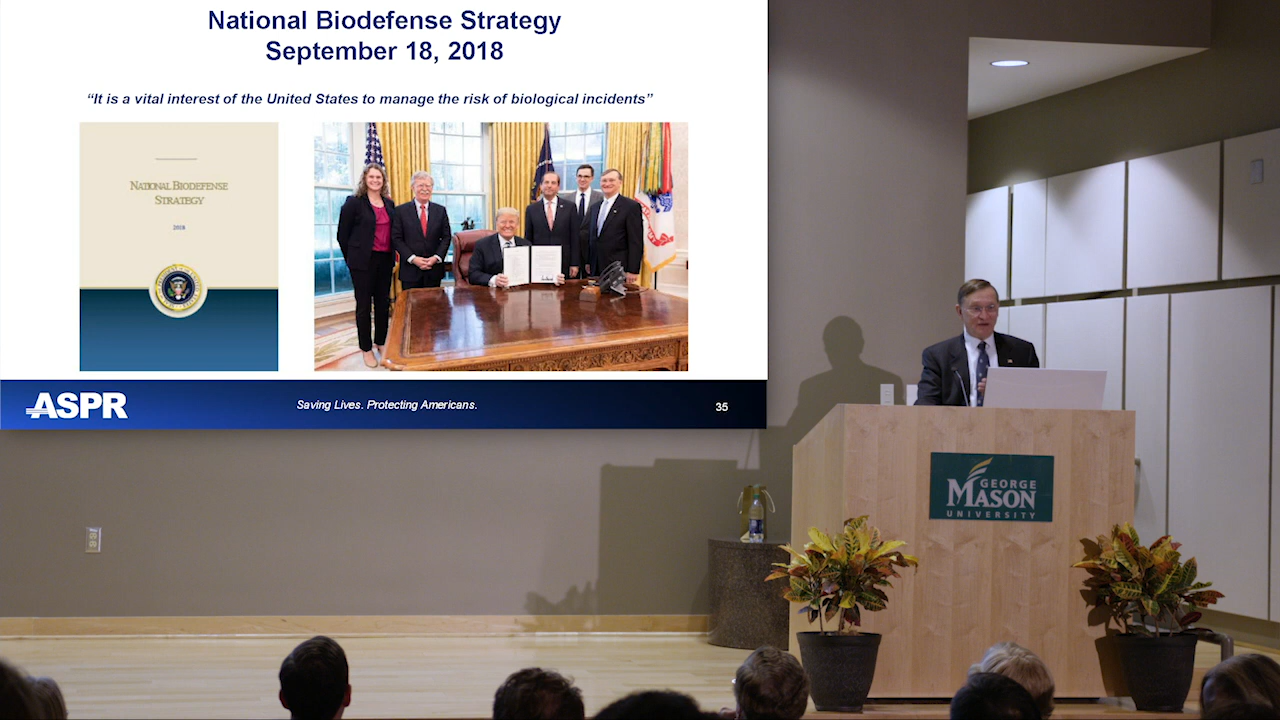 National Biodefense Strategy
September 18, 2018
“It is a vital interest of the United States to manage the risk of biological incidents”
NATIONAL BIODEFENSE
STRATEGY
2018
ASPR
Saving Lives. Protecting Americans.
35
GEORGE
MASON
UNIVERSITY